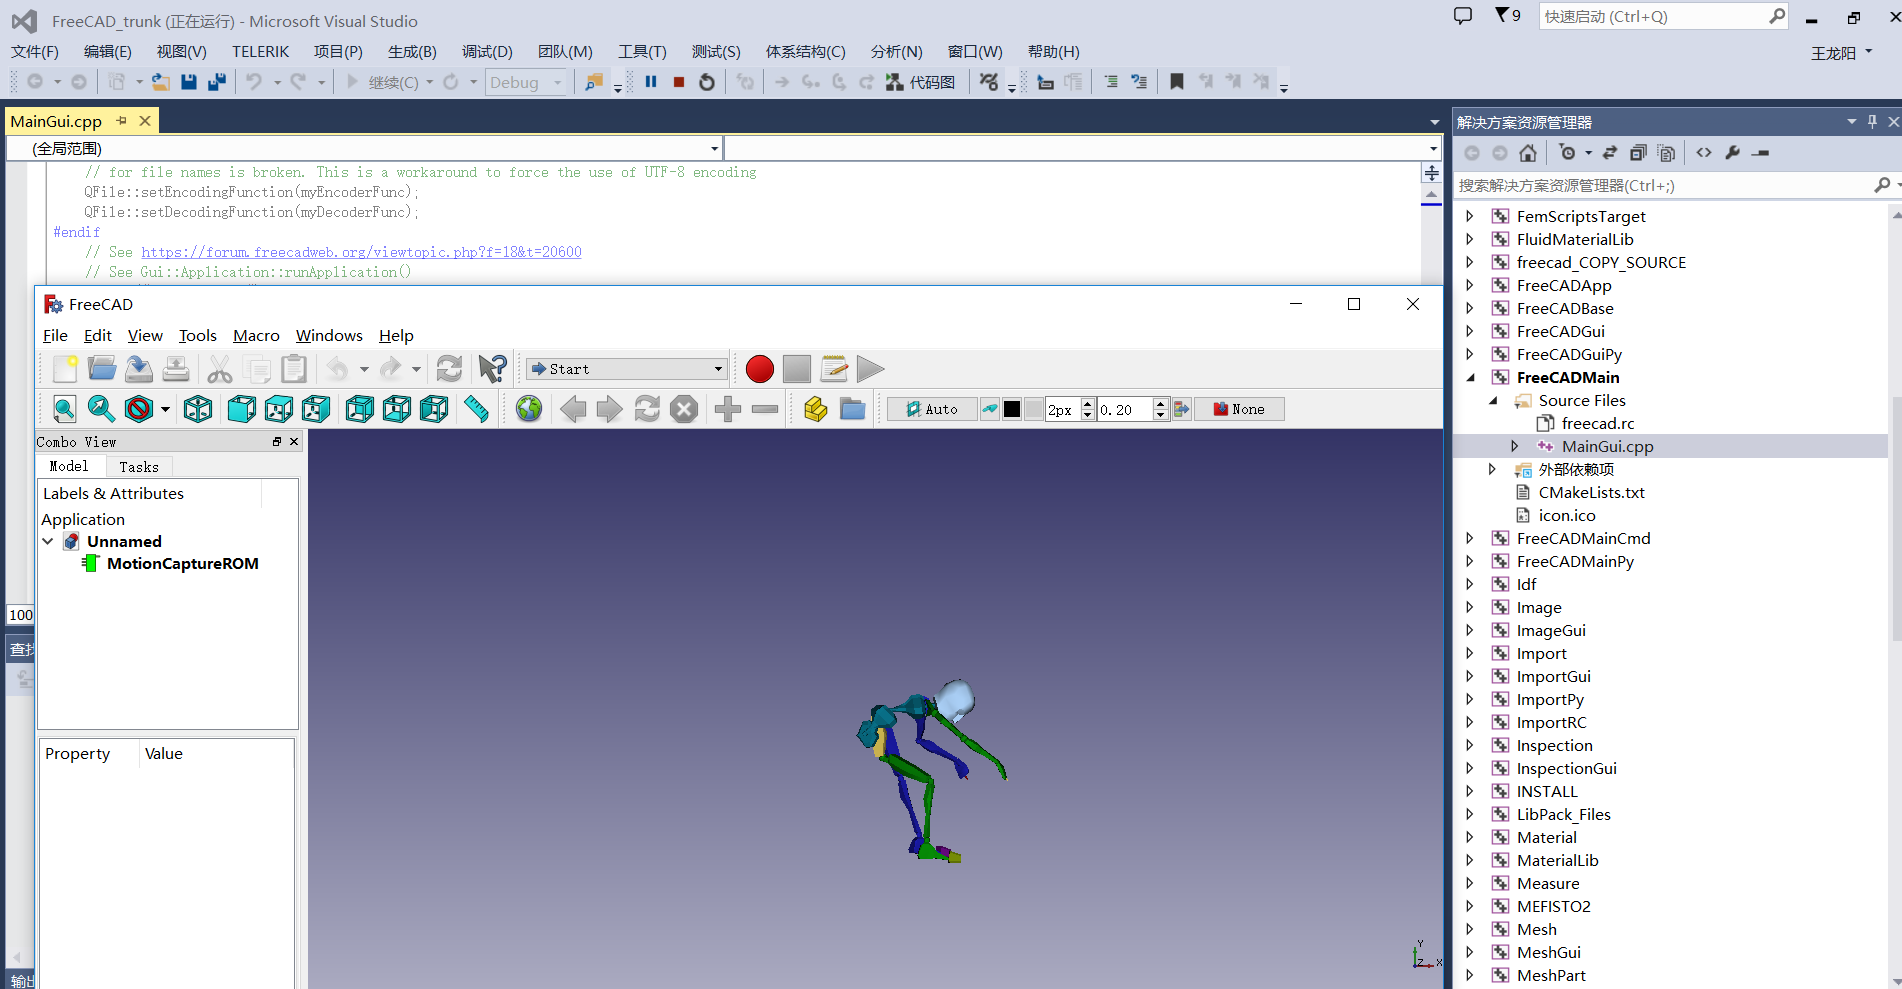 FreeCAD_trunk (正在运行) - Microsoft Visual Studio
9
快速启动 (Ctrl+Q)
文件(F) 编辑(E) 视图(V) TELERIK 项目(P) 生成(B) 调试(D) 团队(M) 工具(T) 测试(S) 体系结构(C) 分析(N) 窗口(W) 帮助(H)
王龙阳
继续(C) Debug 代码图
MainGui.cpp
(全局范围)
// for file names is broken. This is a workaround to force the use of UTF-8 encoding
QFile::setEncodingFunction(myEncoderFunc);
QFile::setDecodingFunction(myDecoderFunc);
#endif
// See https://forum.freecadweb.org/viewtopic.php?f=18&t=20600
// See Gui::Application::runApplication()
100
输出
FreeCAD
File Edit View Tools Macro Windows Help
Start
Auto 2px 0.20 None
Combo View
Model Tasks
Labels & Attributes
Application
Unnamed
MotionCaptureROM
Property Value
Y
Z X
解决方案资源管理器
搜索解决方案资源管理器(Ctrl+;)
FemScriptsTarget
FluidMaterialLib
freecad_COPY_SOURCE
FreeCADApp
FreeCADBase
FreeCADGui
FreeCADGuiPy
FreeCADMain
Source Files
freecad.rc
MainGui.cpp
外部依赖项
CMakeLists.txt
icon.ico
FreeCADMainCmd
FreeCADMainPy
Idf
Image
ImageGui
Import
ImportGui
ImportPy
ImportRC
Inspection
InspectionGui
INSTALL
LibPack_Files
Material
MaterialLib
Measure
MEFISTO2
Mesh
MeshGui
MeshPart